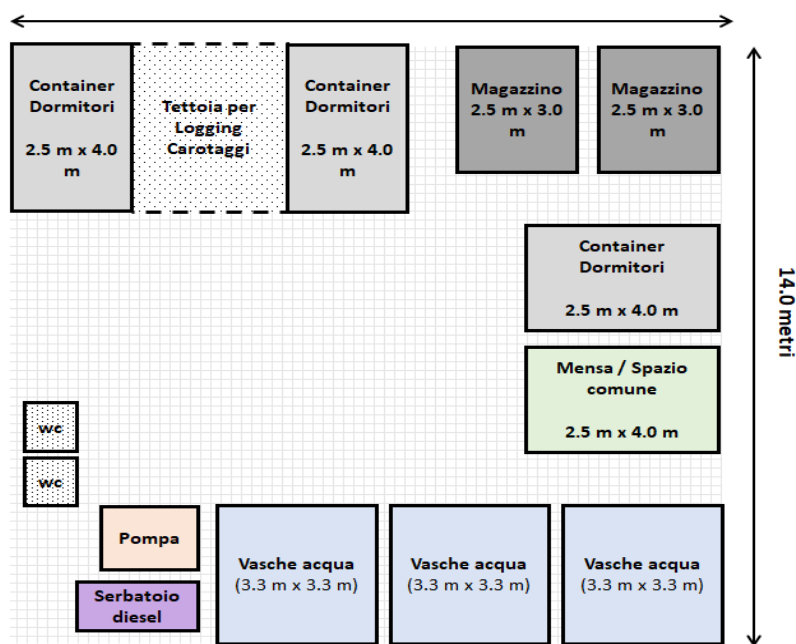 Container
Dormitori
2.5 m x 4.0
m
Tettoia per
Logging
Carotaggi
Container
Dormitori
2.5 m x 4.0
m
Magazzino
2.5 m x 3.0
m
Magazzino
2.5 m x 3.0
m
Container
Dormitori
2.5 m x 4.0 m
14.0 metri
Mensa / Spazio
comune
2.5 m x 4.0 m
wc
wc
Pompa
Serbatoio
diesel
Vasche acqua
(3.3 m x 3.3 m)
Vasche acqua
(3.3 m x 3.3 m)
Vasche acqua
(3.3 m x 3.3 m)